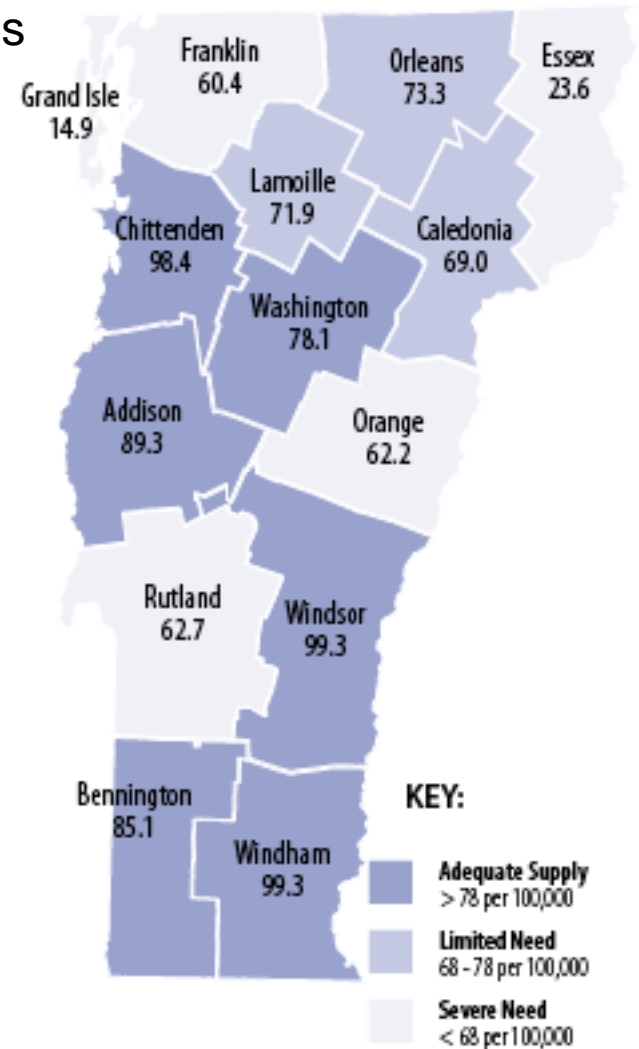 s
Franklin
60.4
Orleans
73.3
Essex
23.6
Grand Isle
14.9
Lamoille
71.9
Chittenden
98.4
Caledonia
69.0
Washington
78.1
Addison
89.3
Orange
62.2
Rutland
62.7
Windsor
99.3
Bennington
85.1
Windham
99.3
KEY:
Adequate Supply
> 78 per 100,000
Limited Need
68 - 78 per 100,000
Severe Need
< 68 per 100,000